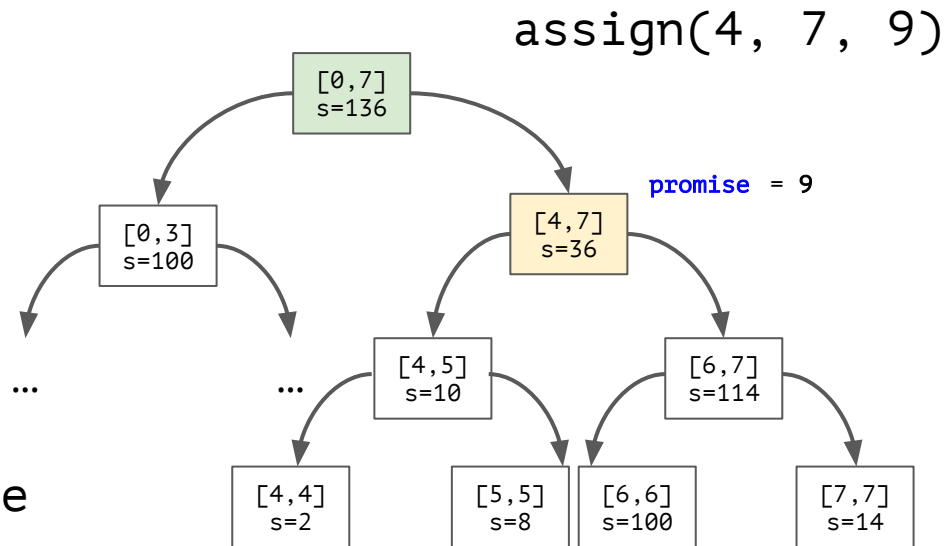 assign(4, 7, 9)
[0,7]
s=136
promise = 9
[0,3]
s=100
[4,7]
s=36
[4,5]
s=10
[6,7]
s=114
...
...
e
[4,4]
s=2
[5,5]
s=8
[6,6]
s=100
[7,7]
s=14